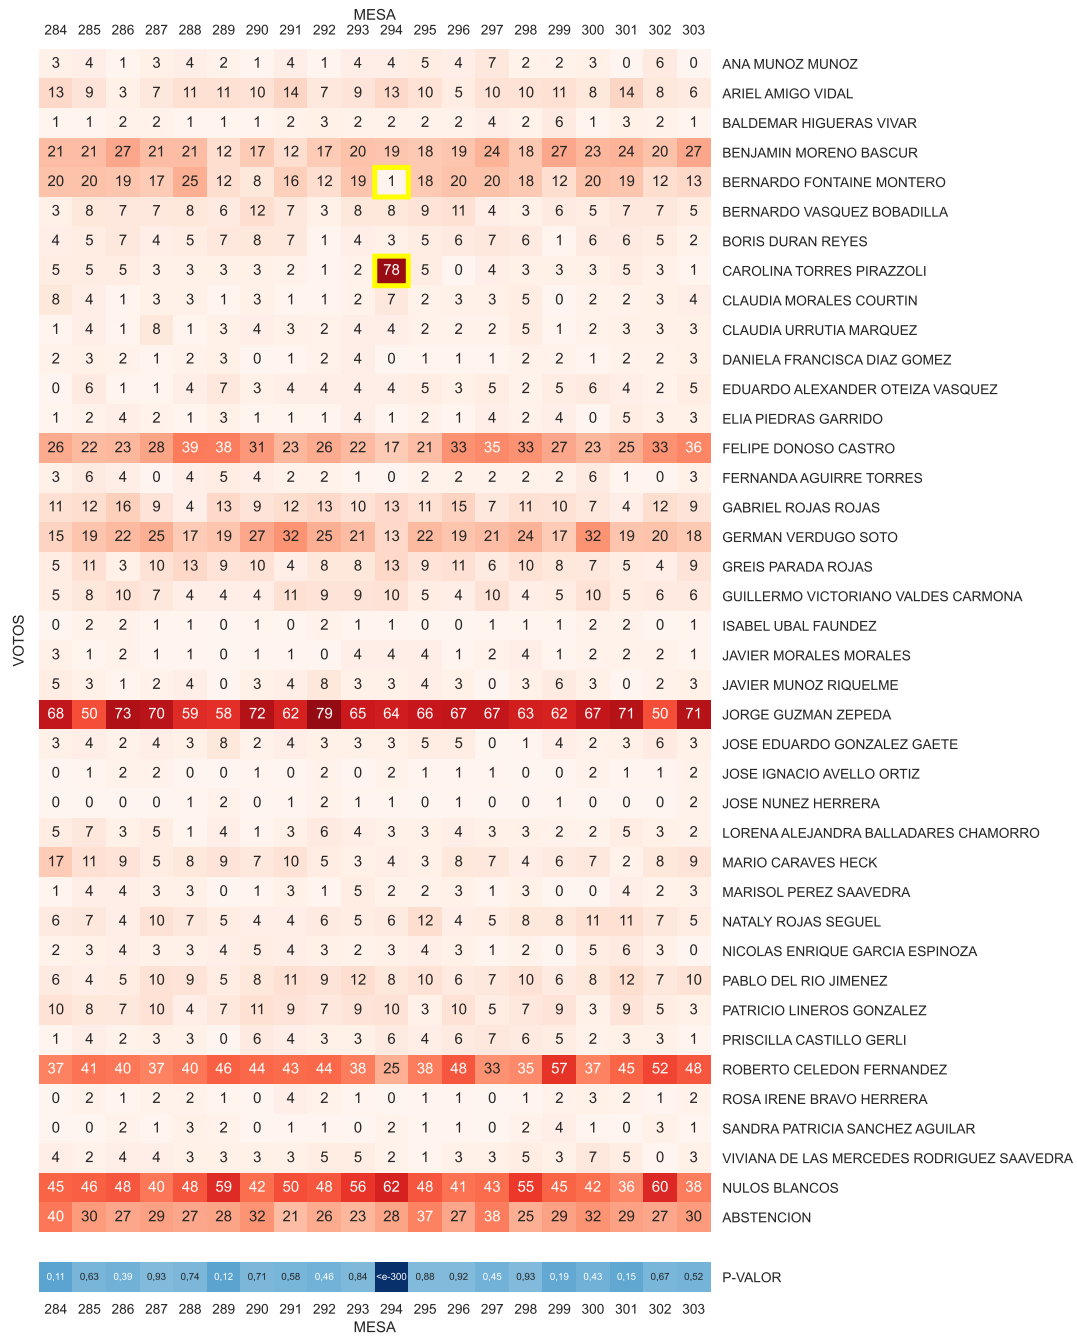 MESA
284 285 286 287 288 289 290 291 292 293 294 295 296 297 298 299 300 301 302 303
3 4 1 3 4 2 1 4 1 4 4 5 4 7 2 2 3 0 6 0 ANA MUNOZ MUNOZ
13 9 3 7 11 11 10 14 7 9 13 10 5 10 10 11 8 14 8 6 ARIEL AMIGO VIDAL
1 1 2 2 1 1 1 2 3 2 2 2 2 4 2 6 1 3 2 1 BALDEMAR HIGUERAS VIVAR
21 21 27 21 21 12 17 12 17 20 19 18 19 24 18 27 23 24 20 27 BENJAMIN MORENO BASCUR
20 20 19 17 25 12 8 16 12 19 1 18 20 20 18 12 20 19 12 13 BERNARDO FONTAINE MONTERO
3 8 7 7 8 6 12 7 3 8 8 9 11 4 3 6 5 7 7 5 BERNARDO VASQUEZ BOBADILLA
4 5 7 4 5 7 8 7 1 4 3 5 6 7 6 1 6 6 5 2 BORIS DURAN REYES
5 5 5 3 3 3 3 2 1 2 78 5 0 4 3 3 3 5 3 1 CAROLINA TORRES PIRAZZOLI
8 4 1 3 3 1 3 1 1 2 7 2 3 3 5 0 2 2 3 4 CLAUDIA MORALES COURTIN
1 4 1 8 1 3 4 3 2 4 4 2 2 2 5 1 2 3 3 3 CLAUDIA URRUTIA MARQUEZ
2 3 2 1 2 3 0 1 2 4 0 1 1 1 2 2 1 2 2 3 DANIELA FRANCISCA DIAZ GOMEZ
0 6 1 1 4 7 3 4 4 4 4 5 3 5 2 5 6 4 2 5 EDUARDO ALEXANDER OTEIZA VASQUEZ
1 2 4 2 1 3 1 1 1 4 1 2 1 4 2 4 0 5 3 3 ELIA PIEDRAS GARRIDO
26 22 23 28 39 38 31 23 26 22 17 21 33 35 33 27 23 25 33 36 FELIPE DONOSO CASTRO
3 6 4 0 4 5 4 2 2 1 0 2 2 2 2 2 6 1 0 3 FERNANDA AGUIRRE TORRES
11 12 16 9 4 13 9 12 13 10 13 11 15 7 11 10 7 4 12 9 GABRIEL ROJAS ROJAS
15 19 22 25 17 19 27 32 25 21 13 22 19 21 24 17 32 19 20 18 GERMAN VERDUGO SOTO
5 11 3 10 13 9 10 4 8 8 13 9 11 6 10 8 7 5 4 9 GREIS PARADA ROJAS
5 8 10 7 4 4 4 11 9 9 10 5 4 10 4 5 10 5 6 6 GUILLERMO VICTORIANO VALDES CARMONA
0 2 2 1 1 0 1 0 2 1 1 0 0 1 1 1 2 2 0 1 ISABEL UBAL FAUNDEZ
VOTOS
3 1 2 1 1 0 1 1 0 4 4 4 1 2 4 1 2 2 2 1 JAVIER MORALES MORALES
5 3 1 2 4 0 3 4 8 3 3 4 3 0 3 6 3 0 2 3 JAVIER MUNOZ RIQUELME
68 50 73 70 59 58 72 62 79 65 64 66 67 67 63 62 67 71 50 71 JORGE GUZMAN ZEPEDA
3 4 2 4 3 8 2 4 3 3 3 5 5 0 1 4 2 3 6 3 JOSE EDUARDO GONZALEZ GAETE
0 1 2 2 0 0 1 0 2 0 2 1 1 1 0 0 2 1 1 2 JOSE IGNACIO AVELLO ORTIZ
0 0 0 0 1 2 0 1 2 1 1 0 1 0 0 1 0 0 0 2 JOSE NUNEZ HERRERA
5 7 3 5 1 4 1 3 6 4 3 3 4 3 3 2 2 5 3 2 LORENA ALEJANDRA BALLADARES CHAMORRO
17 11 9 5 8 9 7 10 5 3 4 3 8 7 4 6 7 2 8 9 MARIO CARAVES HECK
1 4 4 3 3 0 1 3 1 5 2 2 3 1 3 0 0 4 2 3 MARISOL PEREZ SAAVEDRA
6 7 4 10 7 5 4 4 6 5 6 12 4 5 8 8 11 11 7 5 NATALY ROJAS SEGUEL
2 3 4 3 3 4 5 4 3 2 3 4 3 1 2 0 5 6 3 0 NICOLAS ENRIQUE GARCIA ESPINOZA
6 4 5 10 9 5 8 11 9 12 8 10 6 7 10 6 8 12 7 10 PABLO DEL RIO JIMENEZ
10 8 7 10 4 7 11 9 7 9 10 3 10 5 7 9 3 9 5 3 PATRICIO LINEROS GONZALEZ
1 4 2 3 3 0 6 4 3 3 6 4 6 7 6 5 2 3 3 1 PRISCILLA CASTILLO GERLI
37 41 40 37 40 46 44 43 44 38 25 38 48 33 35 57 37 45 52 48 ROBERTO CELEDON FERNANDEZ
0 2 1 2 2 1 0 4 2 1 0 1 1 0 1 2 3 2 1 2 ROSA IRENE BRAVO HERRERA
0 0 2 1 3 2 0 1 1 0 2 1 1 0 2 4 1 0 3 1 SANDRA PATRICIA SANCHEZ AGUILAR
4 2 4 4 3 3 3 3 5 5 2 1 3 3 5 3 7 5 0 3 VIVIANA DE LAS MERCEDES RODRIGUEZ SAAVEDRA
45 46 48 40 48 59 42 50 48 56 62 48 41 43 55 45 42 36 60 38 NULOS BLANCOS
40 30 27 29 27 28 32 21 26 23 28 37 27 38 25 29 32 29 27 30 ABSTENCION
0,11 0,63 0,39 0,93 0,74 0,12 0,71 0,58 0,46 0,84 <e-300 0,88 0,92 0,45 0,93 0,19 0,43 0,15 0,67 0,52 P-VALOR
284 285 286 287 288 289 290 291 292 293 294 295 296 297 298 299 300 301 302 303
MESA